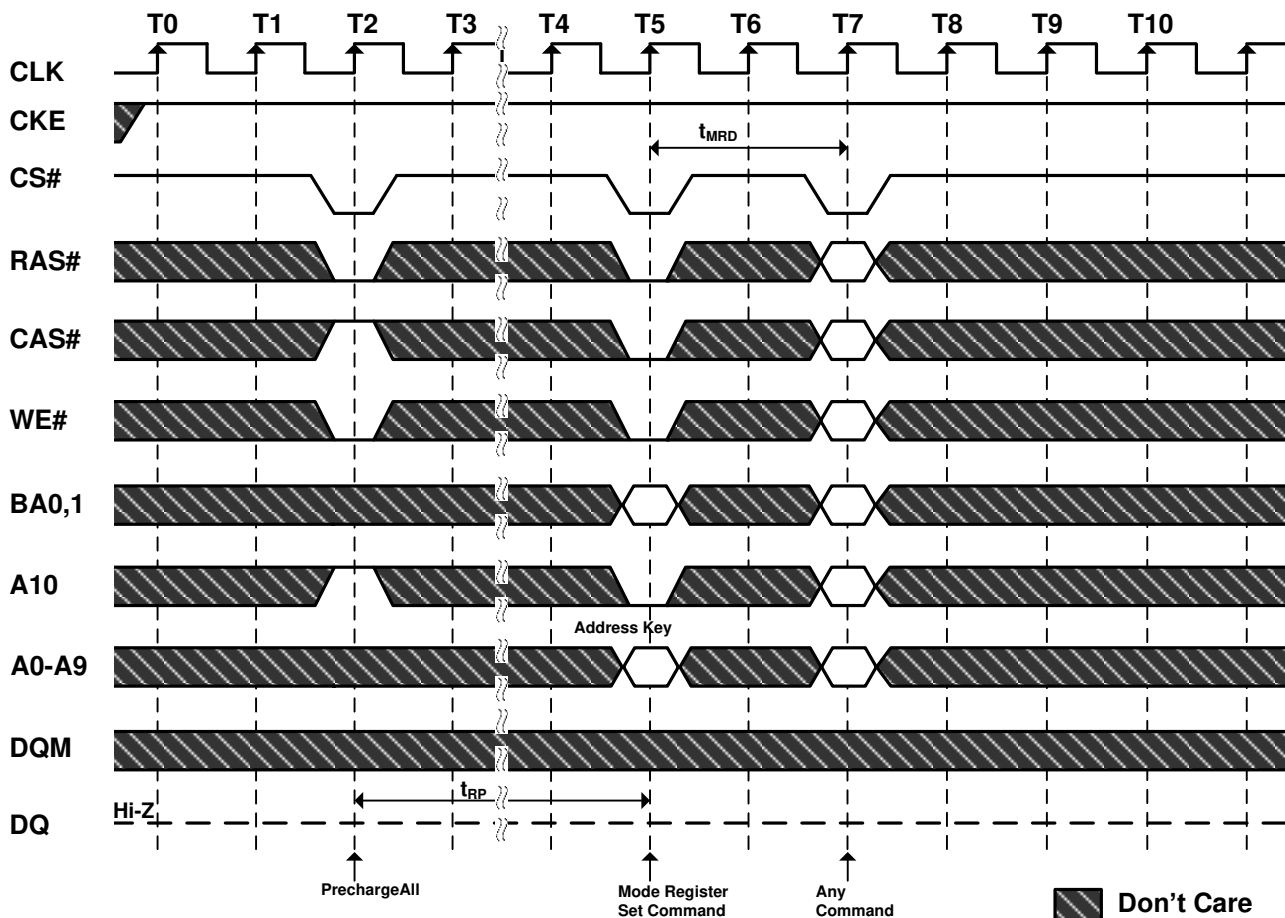 T0 T1 T2 T3 T4 T5 T6 T7 T8 T9 T10
CLK
CKE
tMRD
CS#
RAS#
CAS#
WE#
BA0,1
A10
Address Key
A0-A9
DQM
tRP
Hi-Z
DQ
PrechargeAll
Mode Register
Set Command
Any
Command
Don't Care